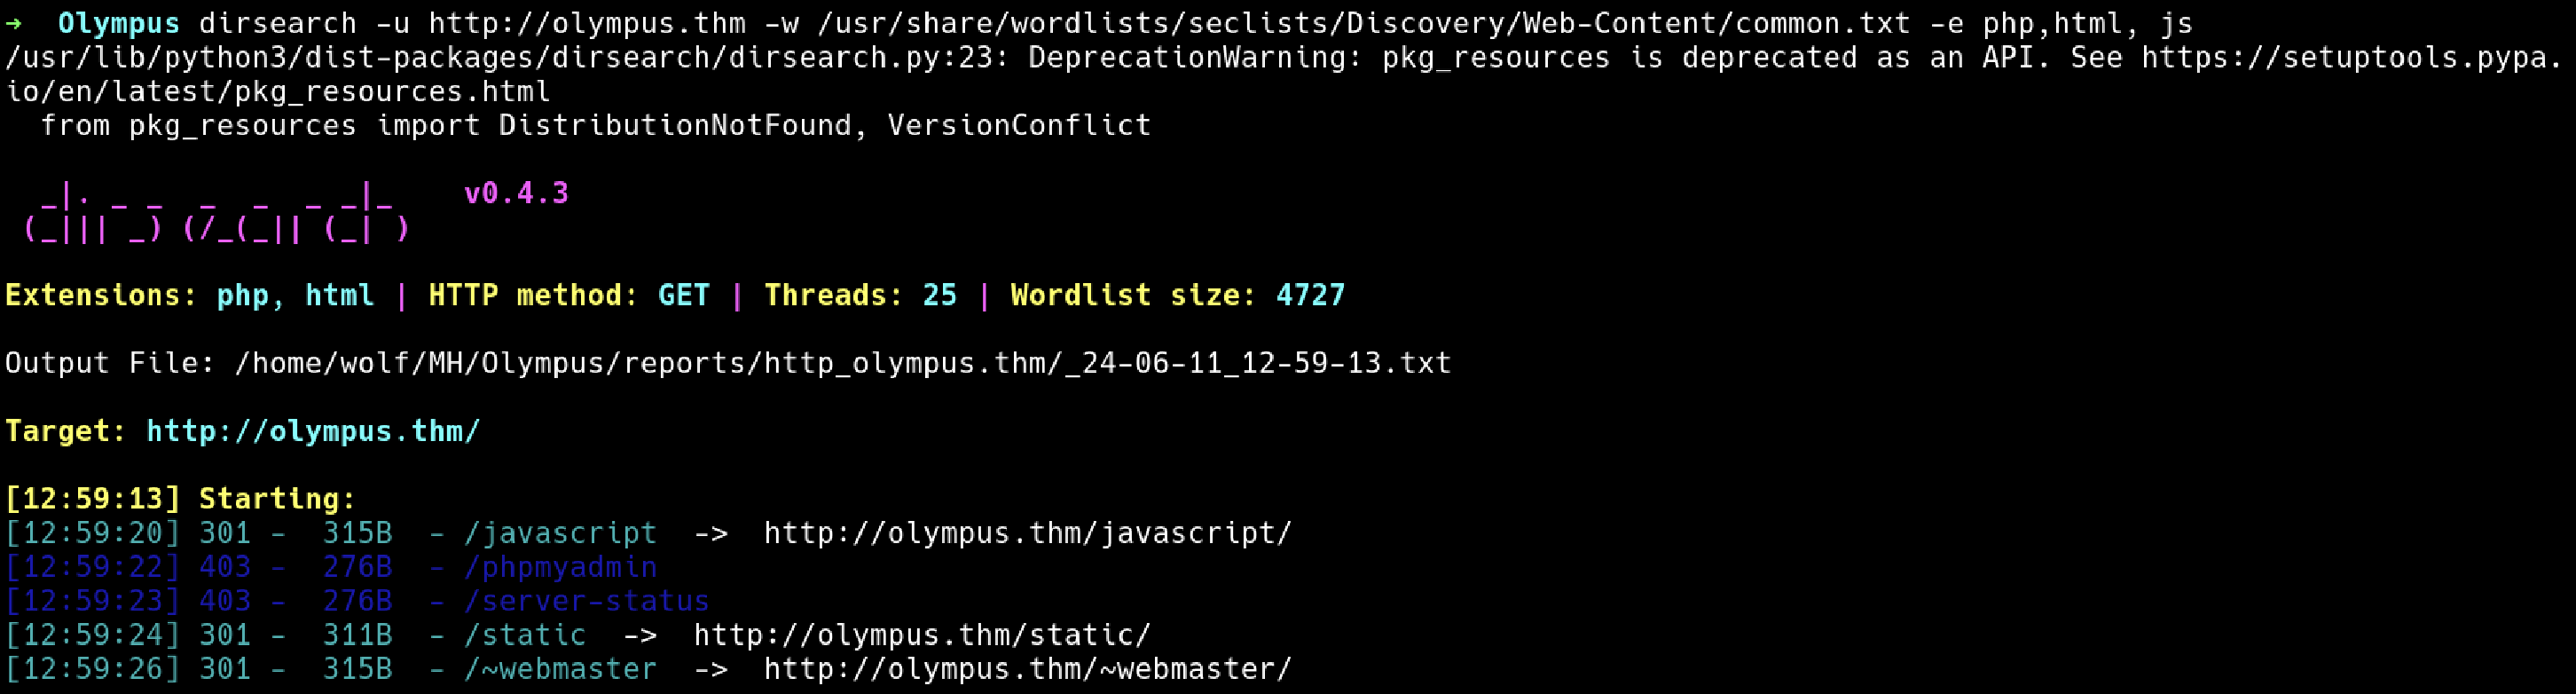 →  Olympus dirsearch -u http://olympus.thm -w /usr/share/wordlists/seclists/Discovery/Web-Content/common.txt -e php,html, js
/usr/lib/python3/dist-packages/dirsearch/dirsearch.py:23: DeprecationWarning: pkg_resources is deprecated as an API. See https://setuptools.pypa.
io/en/latest/pkg_resources.html
  from pkg_resources import DistributionNotFound, VersionConflict
  _|. _ _  _  _  _ _|_    v0.4.3
 (_||| _) (/_(_|| (_| )
Extensions: php, html | HTTP method: GET | Threads: 25 | Wordlist size: 4727
Output File: /home/wolf/MH/Olympus/reports/http_olympus.thm/_24-06-11_12-59-13.txt
Target: http://olympus.thm/
[12:59:13] Starting:
[12:59:20] 301 -  315B  - /javascript  ->  http://olympus.thm/javascript/
[12:59:22] 403 -  276B  - /phpmyadmin
[12:59:23] 403 -  276B  - /server-status
[12:59:24] 301 -  311B  - /static  ->  http://olympus.thm/static/
[12:59:26] 301 -  315B  - /~webmaster  ->  http://olympus.thm/~webmaster/